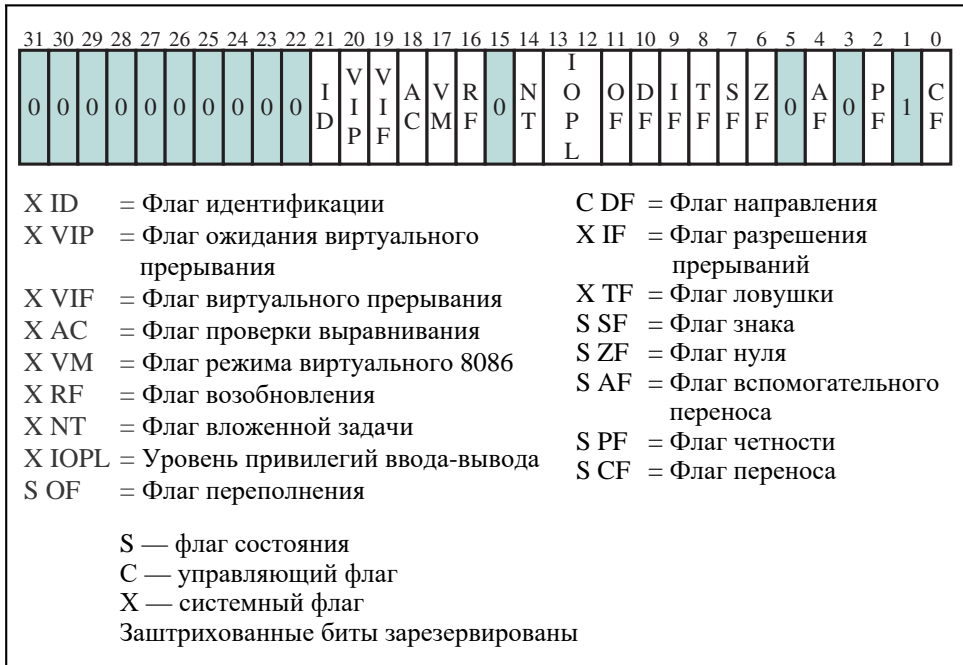 31 30 29 28 27 26 25 24 23 22 21 20 19 18 17 16 15 14 13 12 11 10 9 8 7 6 5 4 3 2 1 0
0 0 0 0 0 0 0 0 0 0 ID VIP VIF AC VM RF 0 NT IOPL OF DF IF TF SF ZF 0 AF 0 PF 1 CF
X ID = Флаг идентификации
X VIP = Флаг ожидания виртуального
прерывания
X VIF = Флаг виртуального прерывания
X AC = Флаг проверки выравнивания
X VM = Флаг режима виртуального 8086
X RF = Флаг возобновления
X NT = Флаг вложенной задачи
X IOPL = Уровень привилегий ввода-вывода
S OF = Флаг переполнения
C DF = Флаг направления
X IF = Флаг разрешения
прерываний
X TF = Флаг ловушки
S SF = Флаг знака
S ZF = Флаг нуля
S AF = Флаг вспомогательного
переноса
S PF = Флаг четности
S CF = Флаг переноса
S — флаг состояния
C — управляющий флаг
X — системный флаг
Заштрихованные биты зарезервированы